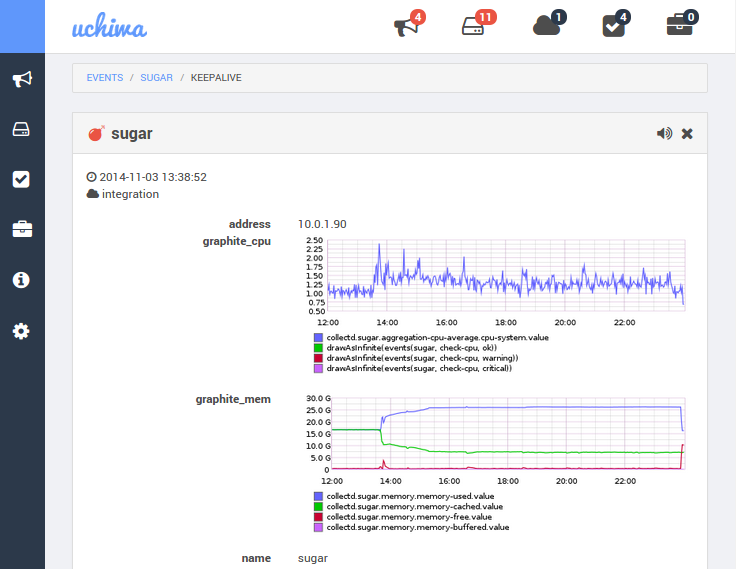 uchiwa 4 11 1 4 0
EVENTS / SUGAR / KEEPALIVE
sugar
2014-11-03 13:38:52
integration
address 10.0.1.90
graphite_cpu
2.50
2.25
2.00
1.75
1.50
1.25
1.00
0.75
0.50
12:00 14:00 16:00 18:00 20:00 22:00
collectd.sugar.aggregation-cpu-average.cpu-system.value
drawAsInfinite(events(sugar, check-cpu, ok))
drawAsInfinite(events(sugar, check-cpu, warning))
drawAsInfinite(events(sugar, check-cpu, critical))
graphite_mem
30.0 G
25.0 G
20.0 G
15.0 G
10.0 G
5.0 G
0
12:00 14:00 16:00 18:00 20:00 22:00
collectd.sugar.memory.memory-used.value
collectd.sugar.memory.memory-cached.value
collectd.sugar.memory.memory-free.value
collectd.sugar.memory.memory-buffered.value
name sugar